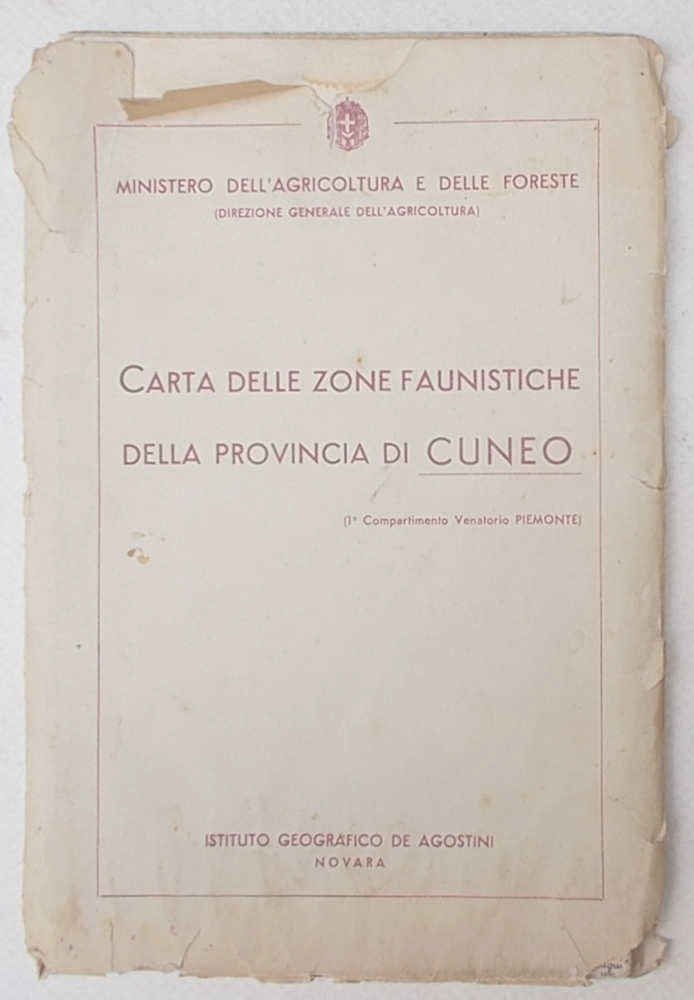 MINISTERO DELL'AGRICOLTURA E DELLE FORESTE
(DIREZIONE GENERALE DELL'AGRICOLTURA)
CARTA DELLE ZONE FAUNISTICHE
DELLA PROVINCIA DI CUNEO
(1° Compartimento Venatorio PIEMONTE)
ISTITUTO GEOGRAFICO DE AGOSTINI
NOVARA